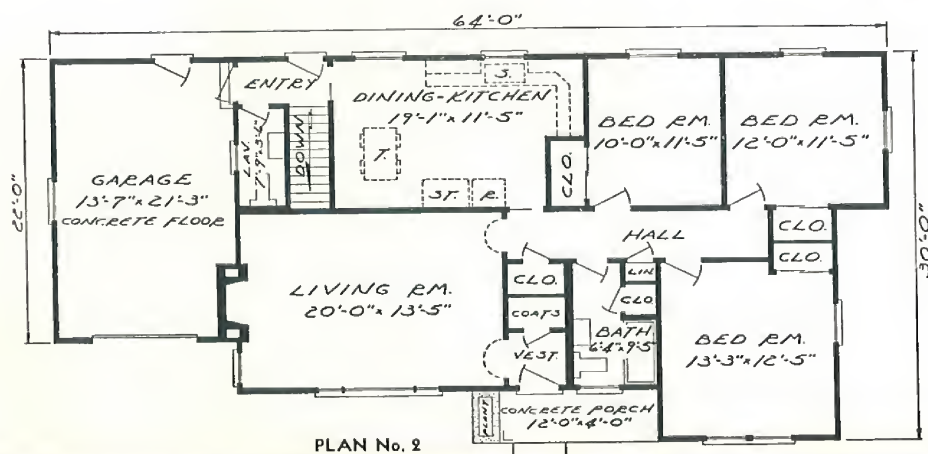 64'-0"
22'-0"
30'-0"
ENTRY
DINING-KITCHEN
19'-1" x 11'-5"
S.
T.
ST.
R.
CLO.
BED RM.
10'-0" x 11'-5"
BED RM.
12'-0" x 11'-5"
GARAGE
13'-7" x 21'-3"
CONCRETE FLOOR
LAV.
DOWN
HALL
CLO.
CLO.
LIVING RM.
20'-0" x 13'-5"
CLO.
COATS
VEST.
LIN
CLO.
BATH
6'-4" x 9'-5"
BED RM.
13'-3" x 12'-5"
PLANT
CONCRETE PORCH
12'-0" x 4'-0"
PLAN No. 2